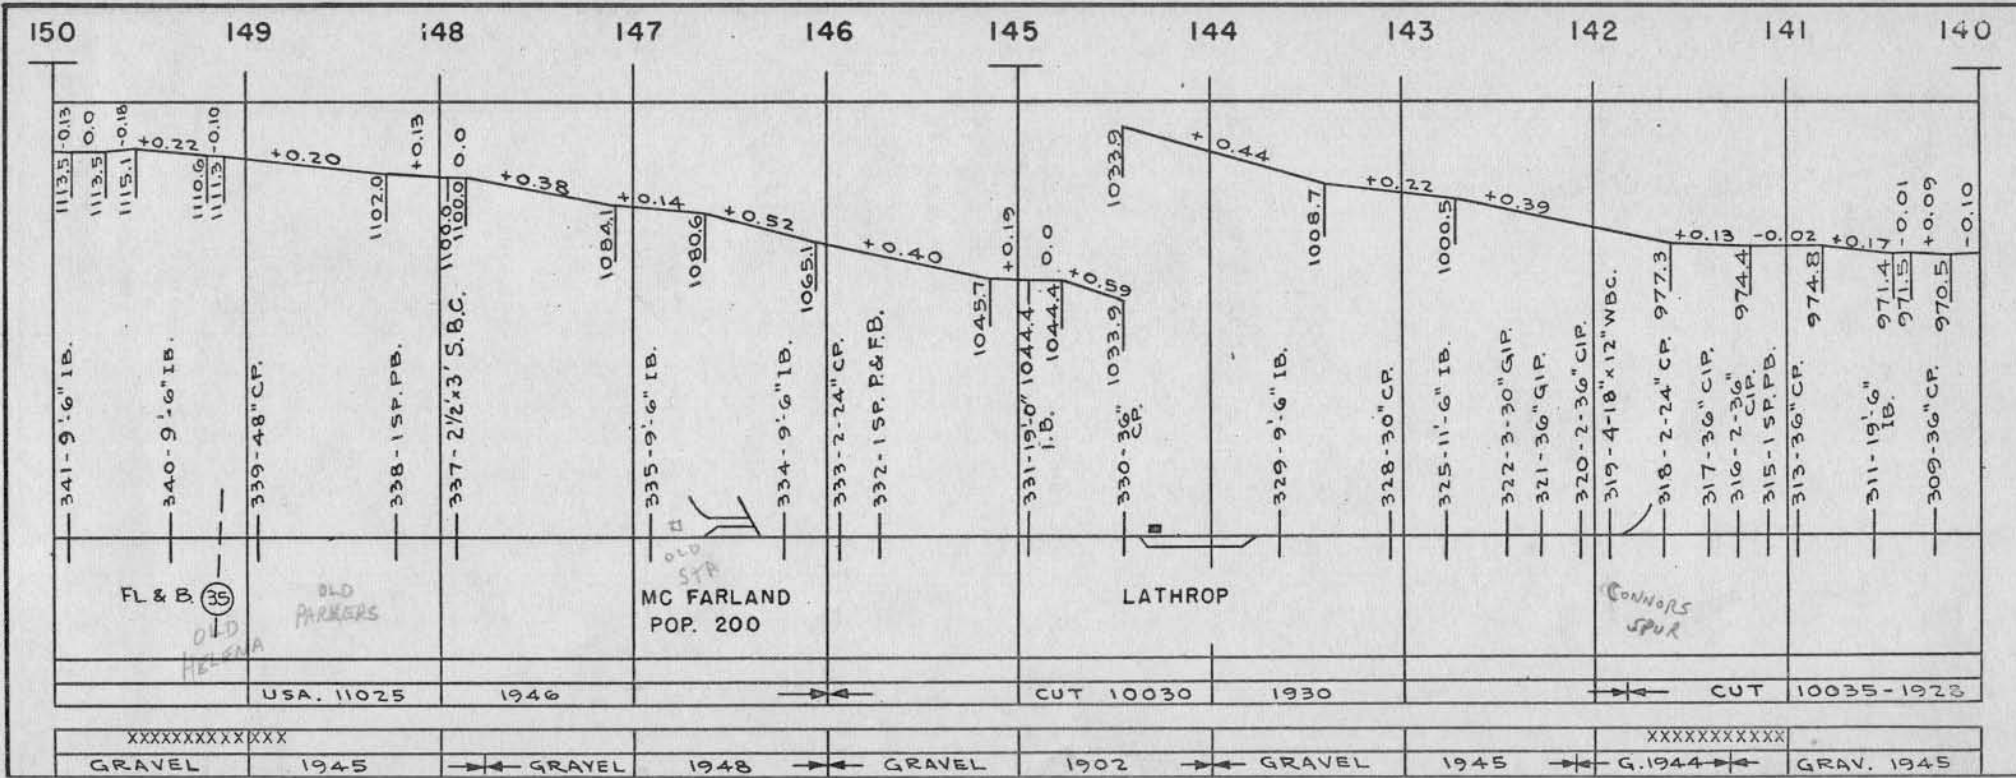 150 149 148 147 146 145 144 143 142 141 140
-0.13 0.0 -0.18 +0.22 -0.10 +0.20 +0.13 0.0 +0.38 +0.14 +0.52 +0.40 +0.19 0.0 +0.59 +0.44 +0.22 +0.39 +0.13 -0.02 +0.17 -0.01 +0.09 -0.10
1113.5 1113.5 1115.1 1110.6 1111.3 1102.0 1100.0 1100.0 1084.1 1080.6 1065.1 1045.7 1044.4 1044.4 1033.9 1033.9 1008.7 1000.5 977.3 974.4 974.8 971.4 971.5 970.5
341-9'-6" IB.
340-9'-6" IB.
339-48" CP.
338-1 SP. PB.
337-2 1/2'x3' S.B.C.
335-9'-6" IB.
334-9'-6" IB.
333-2-24" CP.
332-1 SP. P.& F.B.
331-19'-0"
I.B.
330-36"
CP.
329-9'-6" IB.
328-30" CP.
325-11'-6" IB.
322-3-30" GIP.
321-36" GIP.
320-2-36" CIP.
319-4-18" x 12" WBC.
318-2-24" CP.
317-36" CIP.
316-2-36"
CIP.
315-1 SP. PB.
313-36" CP.
311-19'-6"
IB.
309-36" CP.
FL & B. 35
OLD
HELENA
OLD
PARKERS
OLD
STA
MC FARLAND
POP. 200
LATHROP
CONNORS
SPUR
USA. 11025 1946 CUT 10030 1930 CUT 10035-1923
XXXXXXXXXXXXXX XXXXXXXXXXX
GRAVEL 1945 GRAVEL 1948 GRAVEL 1902 GRAVEL 1945 G.1944 GRAV. 1945